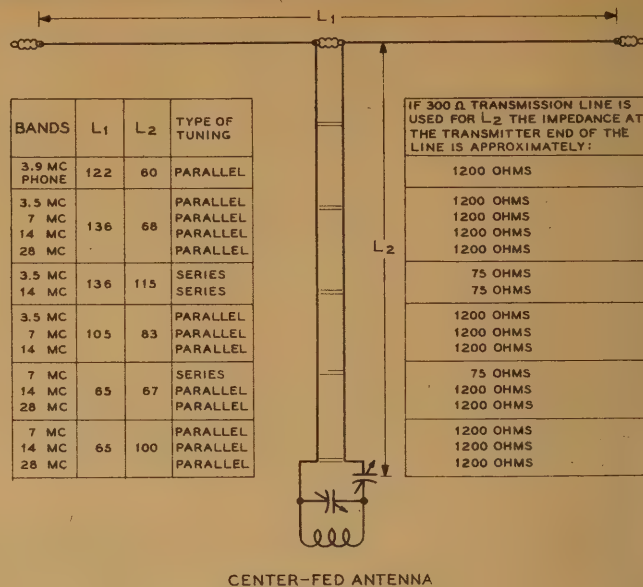 L1
BANDS L1 L2 TYPE OF TUNING
3.9 MC PHONE 122 60 PARALLEL
3.5 MC PARALLEL
7 MC 136 68 PARALLEL
14 MC PARALLEL
28 MC PARALLEL
3.5 MC 136 115 SERIES
14 MC SERIES
3.5 MC PARALLEL
7 MC 105 83 PARALLEL
14 MC PARALLEL
7 MC SERIES
14 MC 65 67 PARALLEL
28 MC PARALLEL
7 MC PARALLEL
14 MC 65 100 PARALLEL
28 MC PARALLEL
L2
IF 300 Ω TRANSMISSION LINE IS
USED FOR L2 THE IMPEDANCE AT
THE TRANSMITTER END OF THE
LINE IS APPROXIMATELY:
1200 OHMS
1200 OHMS
1200 OHMS
1200 OHMS
1200 OHMS
75 OHMS
75 OHMS
1200 OHMS
1200 OHMS
1200 OHMS
75 OHMS
1200 OHMS
1200 OHMS
1200 OHMS
1200 OHMS
1200 OHMS
CENTER-FED ANTENNA